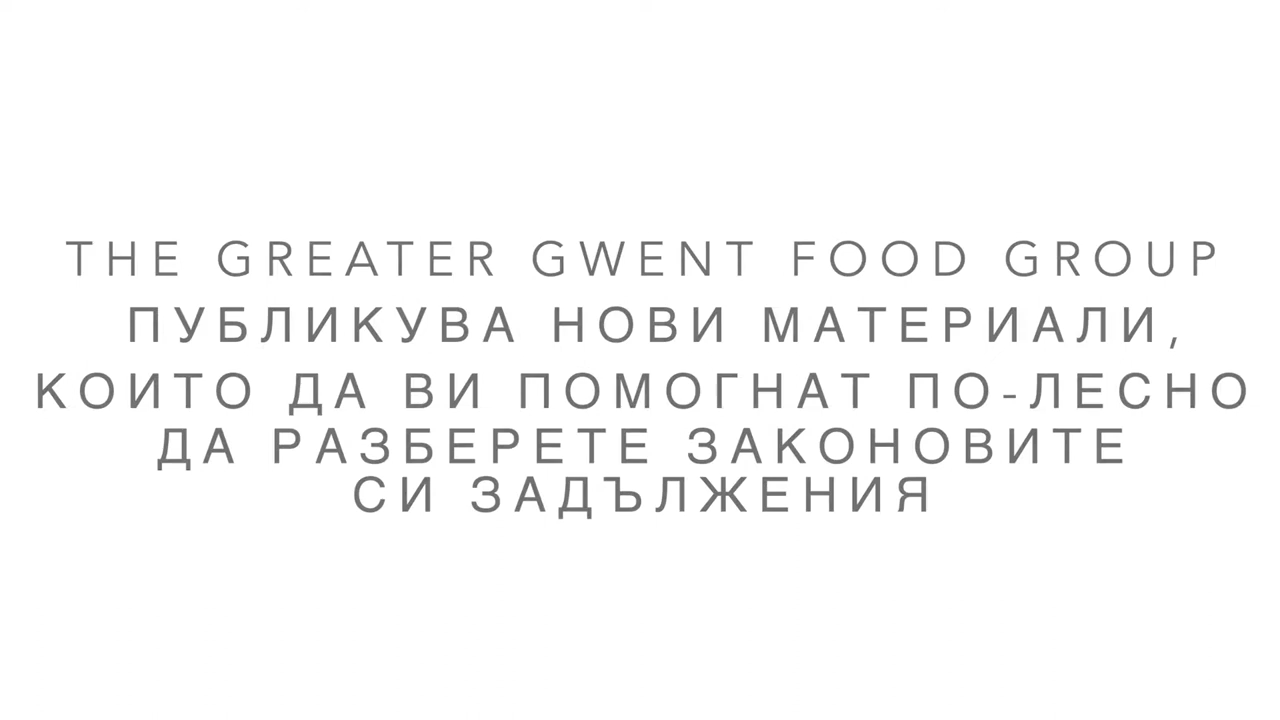 THE GREATER GWENT FOOD GROUP
ПУБЛИКУВА НОВИ МАТЕРИАЛИ,
КОИТО ДА ВИ ПОМОГНАТ ПО-ЛЕСНО
ДА РАЗБЕРЕТЕ ЗАКОНОВИТЕ
СИ ЗАДЪЛЖЕНИЯ